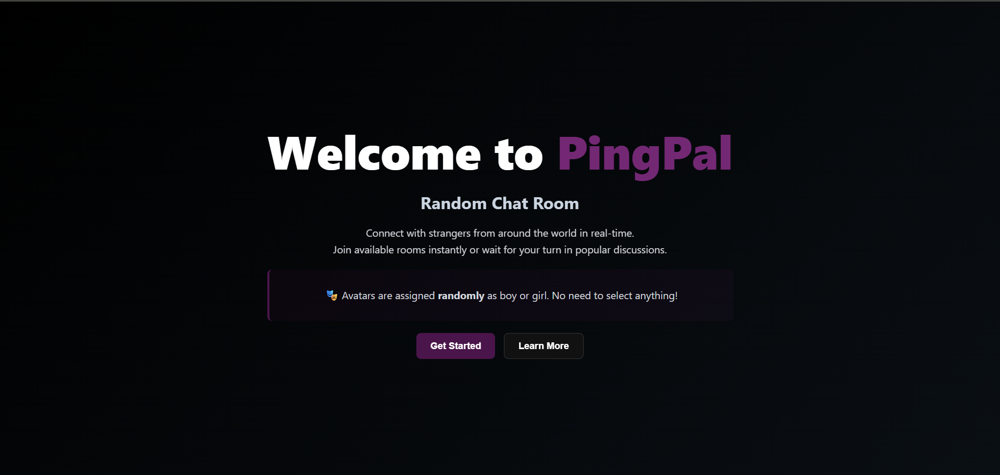 Welcome to PingPal
Random Chat Room
Connect with strangers from around the world in real-time.
Join available rooms instantly or wait for your turn in popular discussions.
🎭 Avatars are assigned randomly as boy or girl. No need to select anything!
Get Started
Learn More